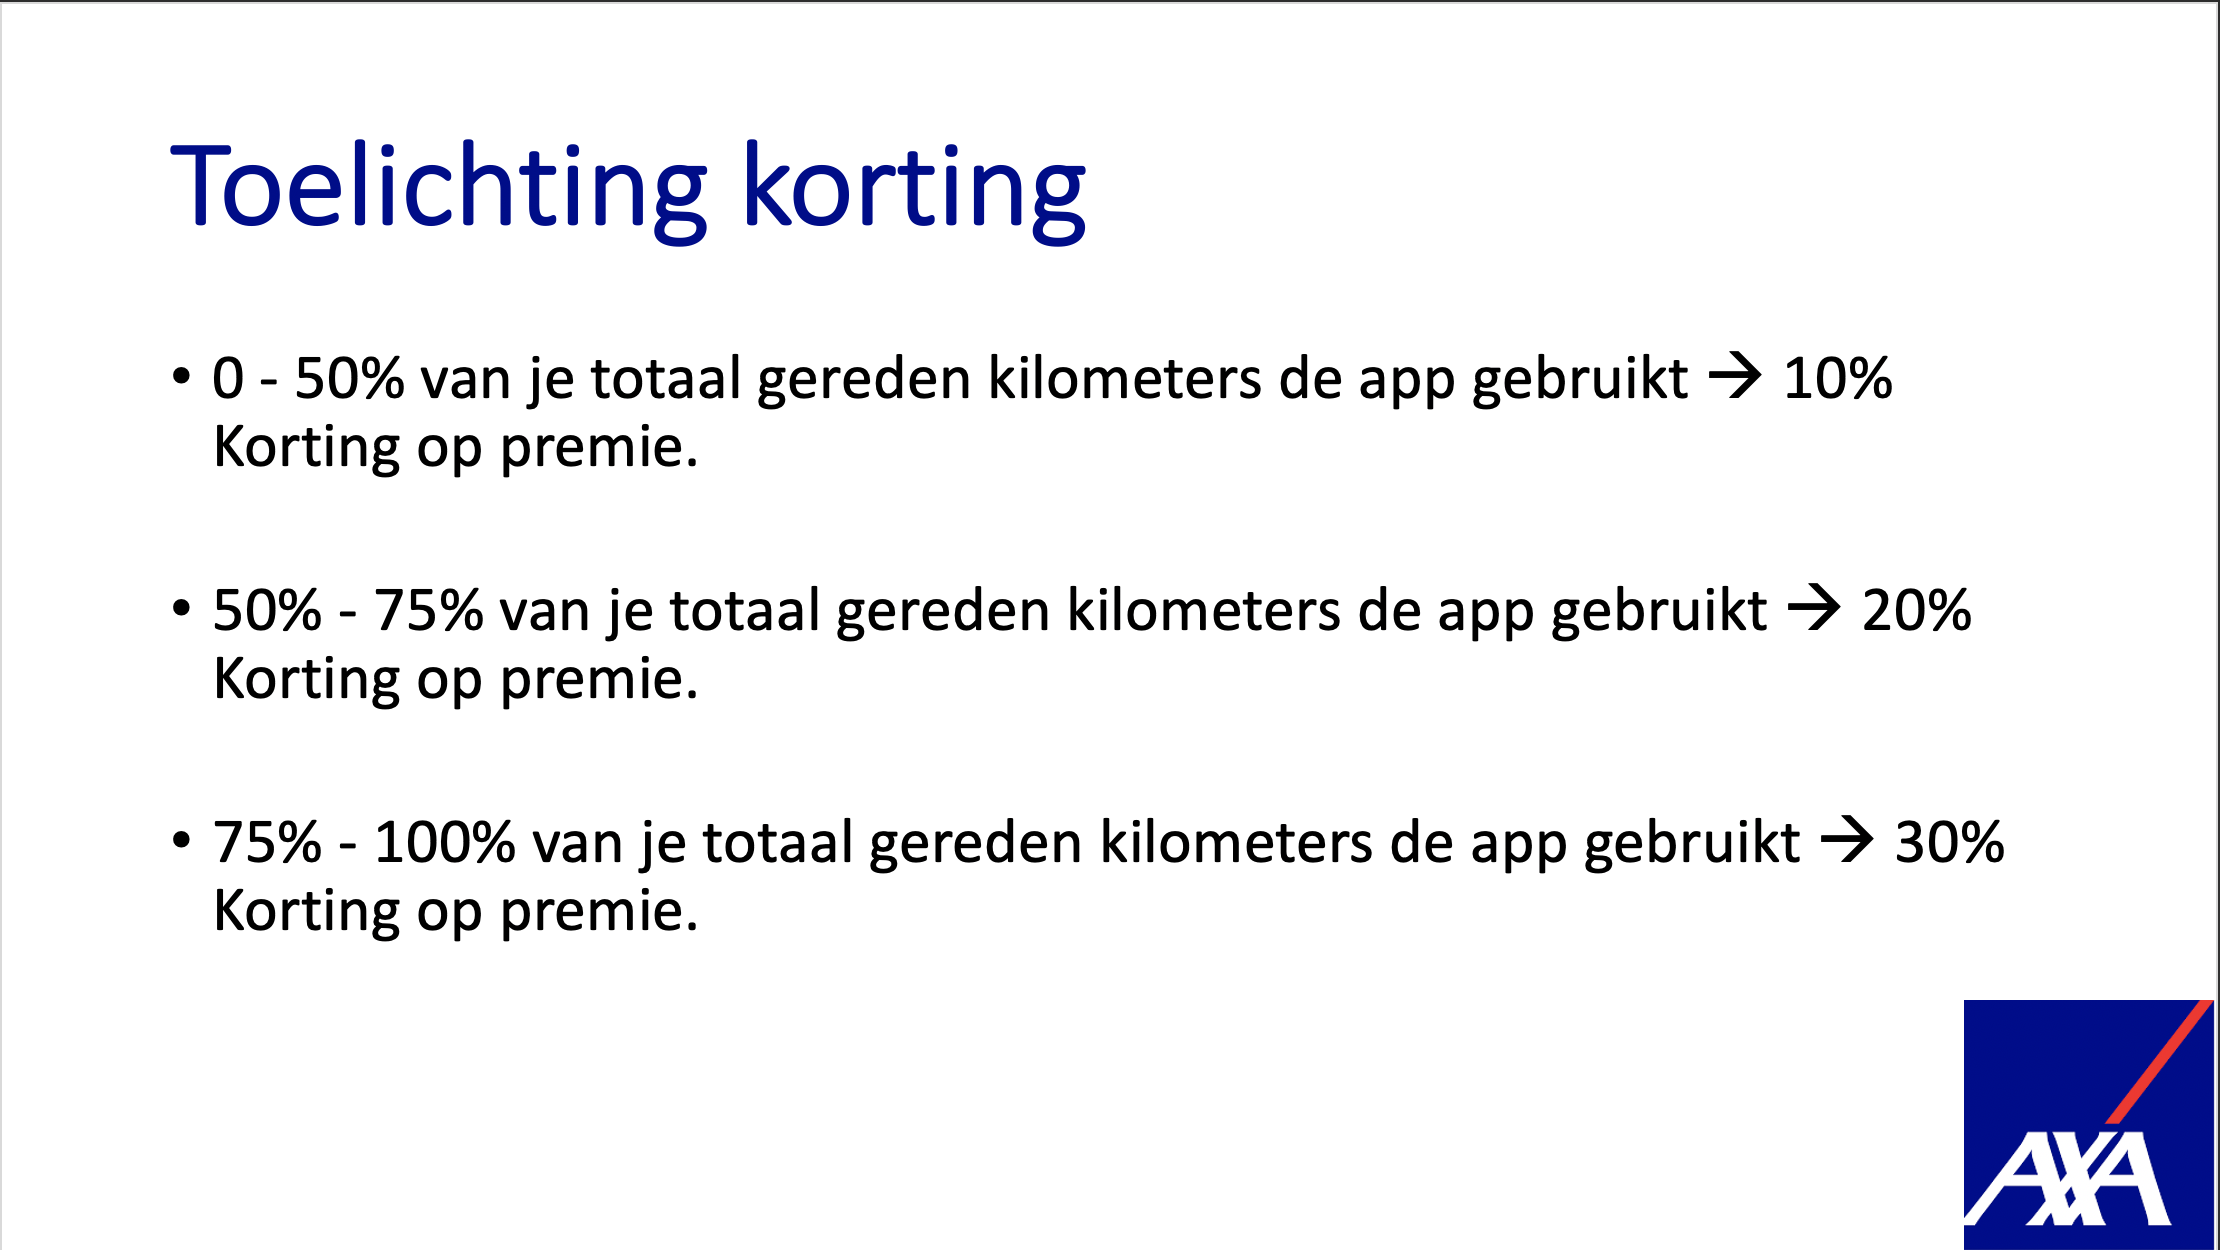 Toelichting korting
• 0 - 50% van je totaal gereden kilometers de app gebruikt → 10%
Korting op premie.
• 50% - 75% van je totaal gereden kilometers de app gebruikt → 20%
Korting op premie.
• 75% - 100% van je totaal gereden kilometers de app gebruikt → 30%
Korting op premie.
AXA